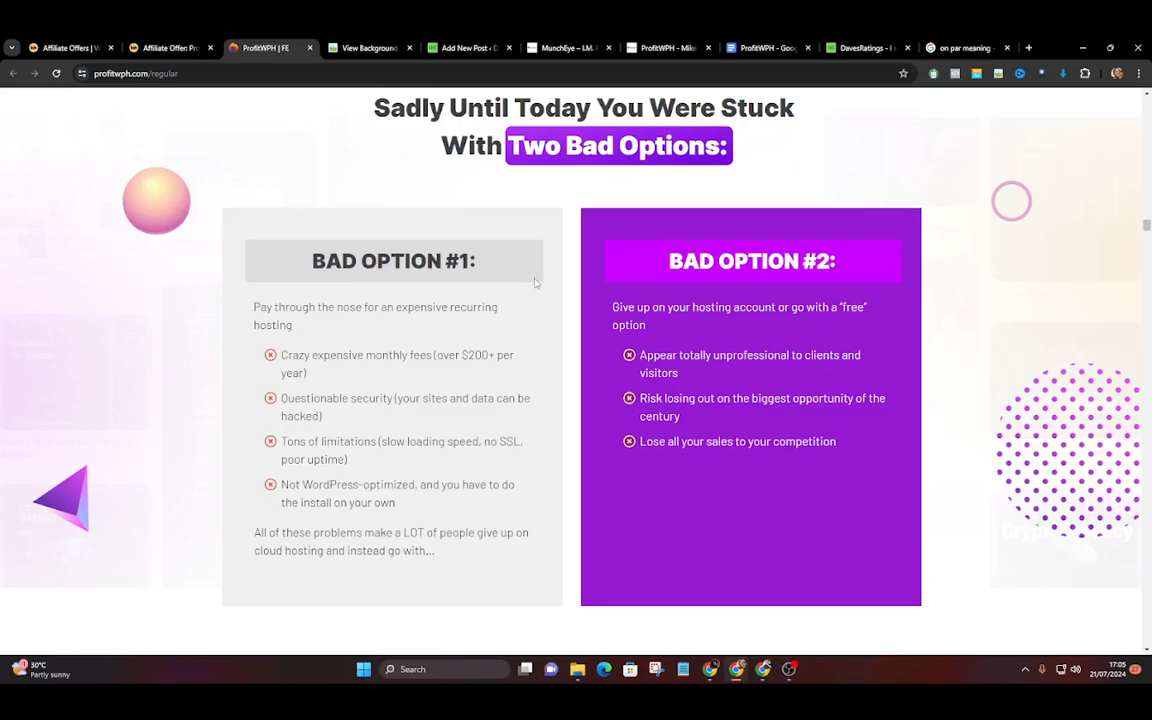 Affiliate Offers | W
Affiliate Offer: Pro
ProfitWPH | FE
View Background
Add New Post ‹ D
MunchEye – I.M. P
ProfitWPH - Mike
ProfitWPH - Goog
DavesRatings - I
on par meaning -
profitwph.com/regular
Sadly Until Today You Were Stuck
With Two Bad Options:
BAD OPTION #1:
Pay through the nose for an expensive recurring
hosting
Crazy expensive monthly fees (over $200+ per
year)
Questionable security (your sites and data can be
hacked)
Tons of limitations (slow loading speed, no SSL,
poor uptime)
Not WordPress-optimized, and you have to do
the install on your own
All of these problems make a LOT of people give up on
cloud hosting and instead go with...
BAD OPTION #2:
Give up on your hosting account or go with a "free"
option
Appear totally unprofessional to clients and
visitors
Risk losing out on the biggest opportunity of the
century
Lose all your sales to your competition
30°C
Partly sunny
Search
17:05
21/07/2024